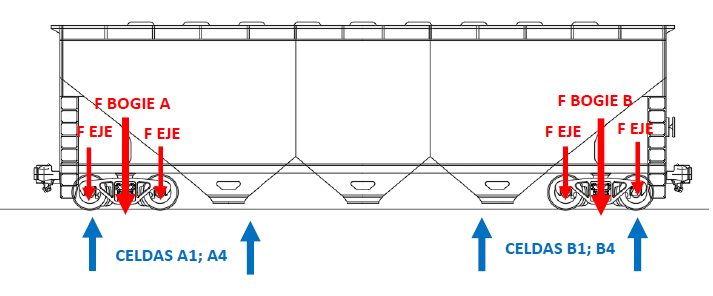 F BOGIE A
F BOGIE B
F EJE
F EJE
F EJE
F EJE
CELDAS A1; A4
CELDAS B1; B4